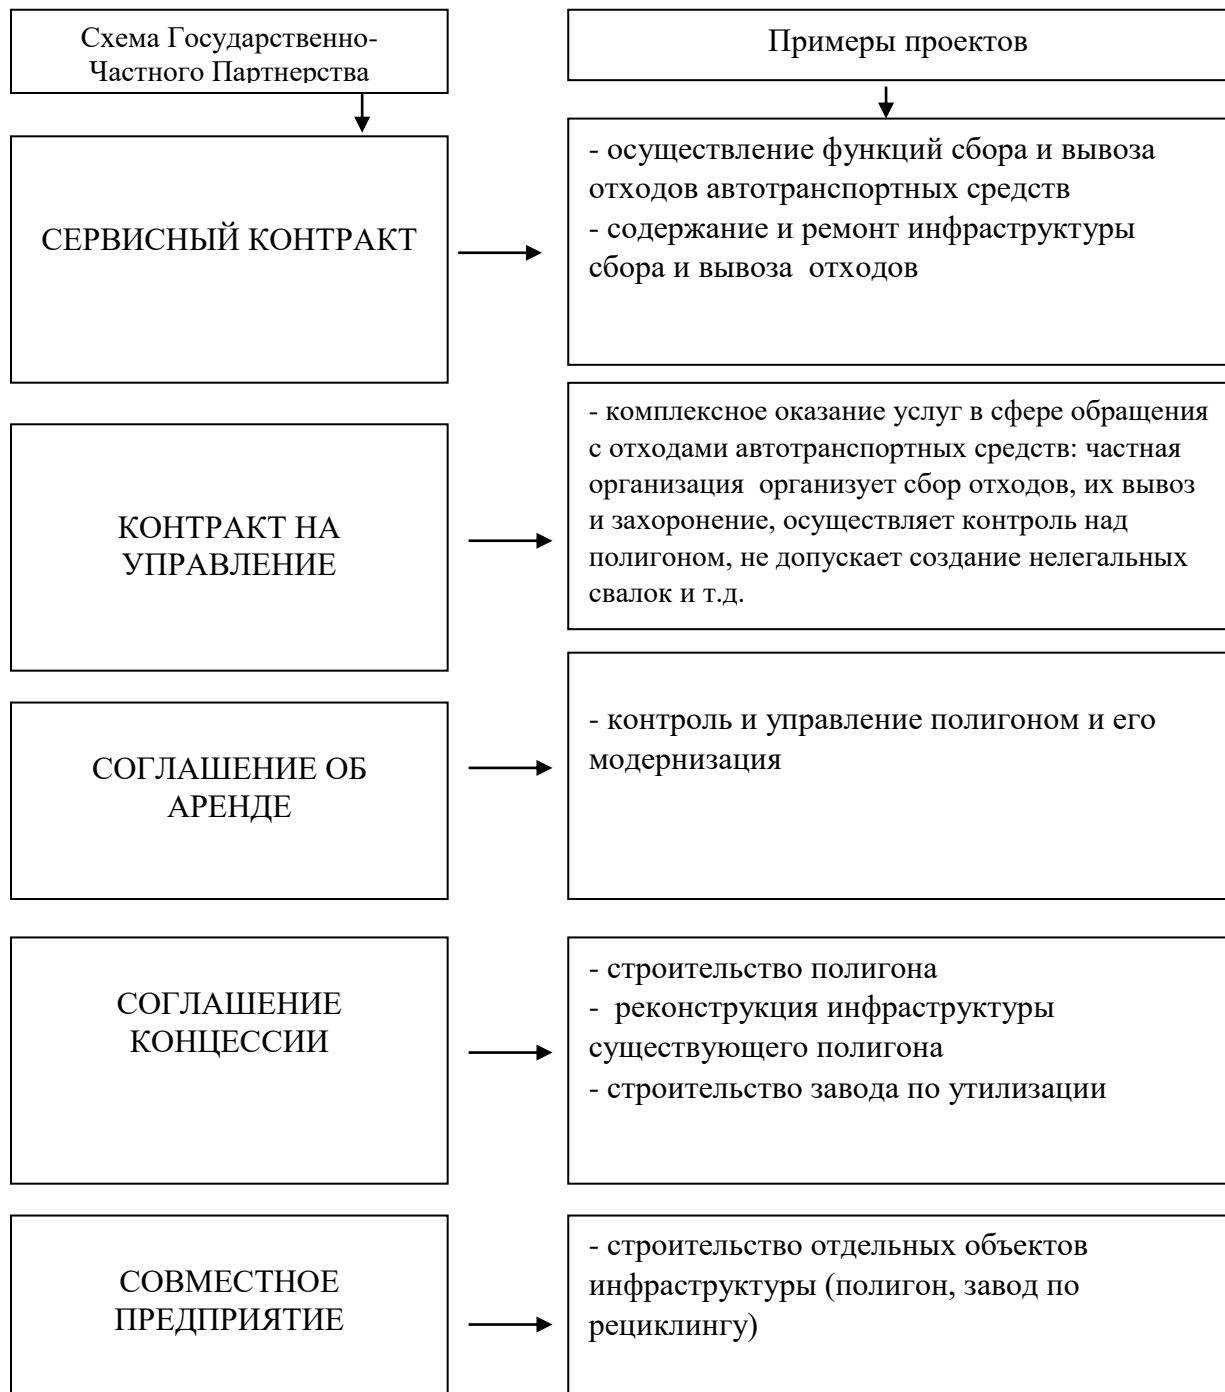 Схема Государственно-
Частного Партнерства
Примеры проектов
СЕРВИСНЫЙ КОНТРАКТ
- осуществление функций сбора и вывоза
отходов автотранспортных средств
- содержание и ремонт инфраструктуры
сбора и вывоза  отходов
КОНТРАКТ НА
УПРАВЛЕНИЕ
- комплексное оказание услуг в сфере обращения
с отходами автотранспортных средств: частная
организация  организует сбор отходов, их вывоз
и захоронение, осуществляет контроль над
полигоном, не допускает создание нелегальных
свалок и т.д.
СОГЛАШЕНИЕ ОБ
АРЕНДЕ
- контроль и управление полигоном и его
модернизация
СОГЛАШЕНИЕ
КОНЦЕССИИ
- строительство полигона
-  реконструкция инфраструктуры
существующего полигона
- строительство завода по утилизации
СОВМЕСТНОЕ
ПРЕДПРИЯТИЕ
- строительство отдельных объектов
инфраструктуры (полигон, завод по
рециклингу)